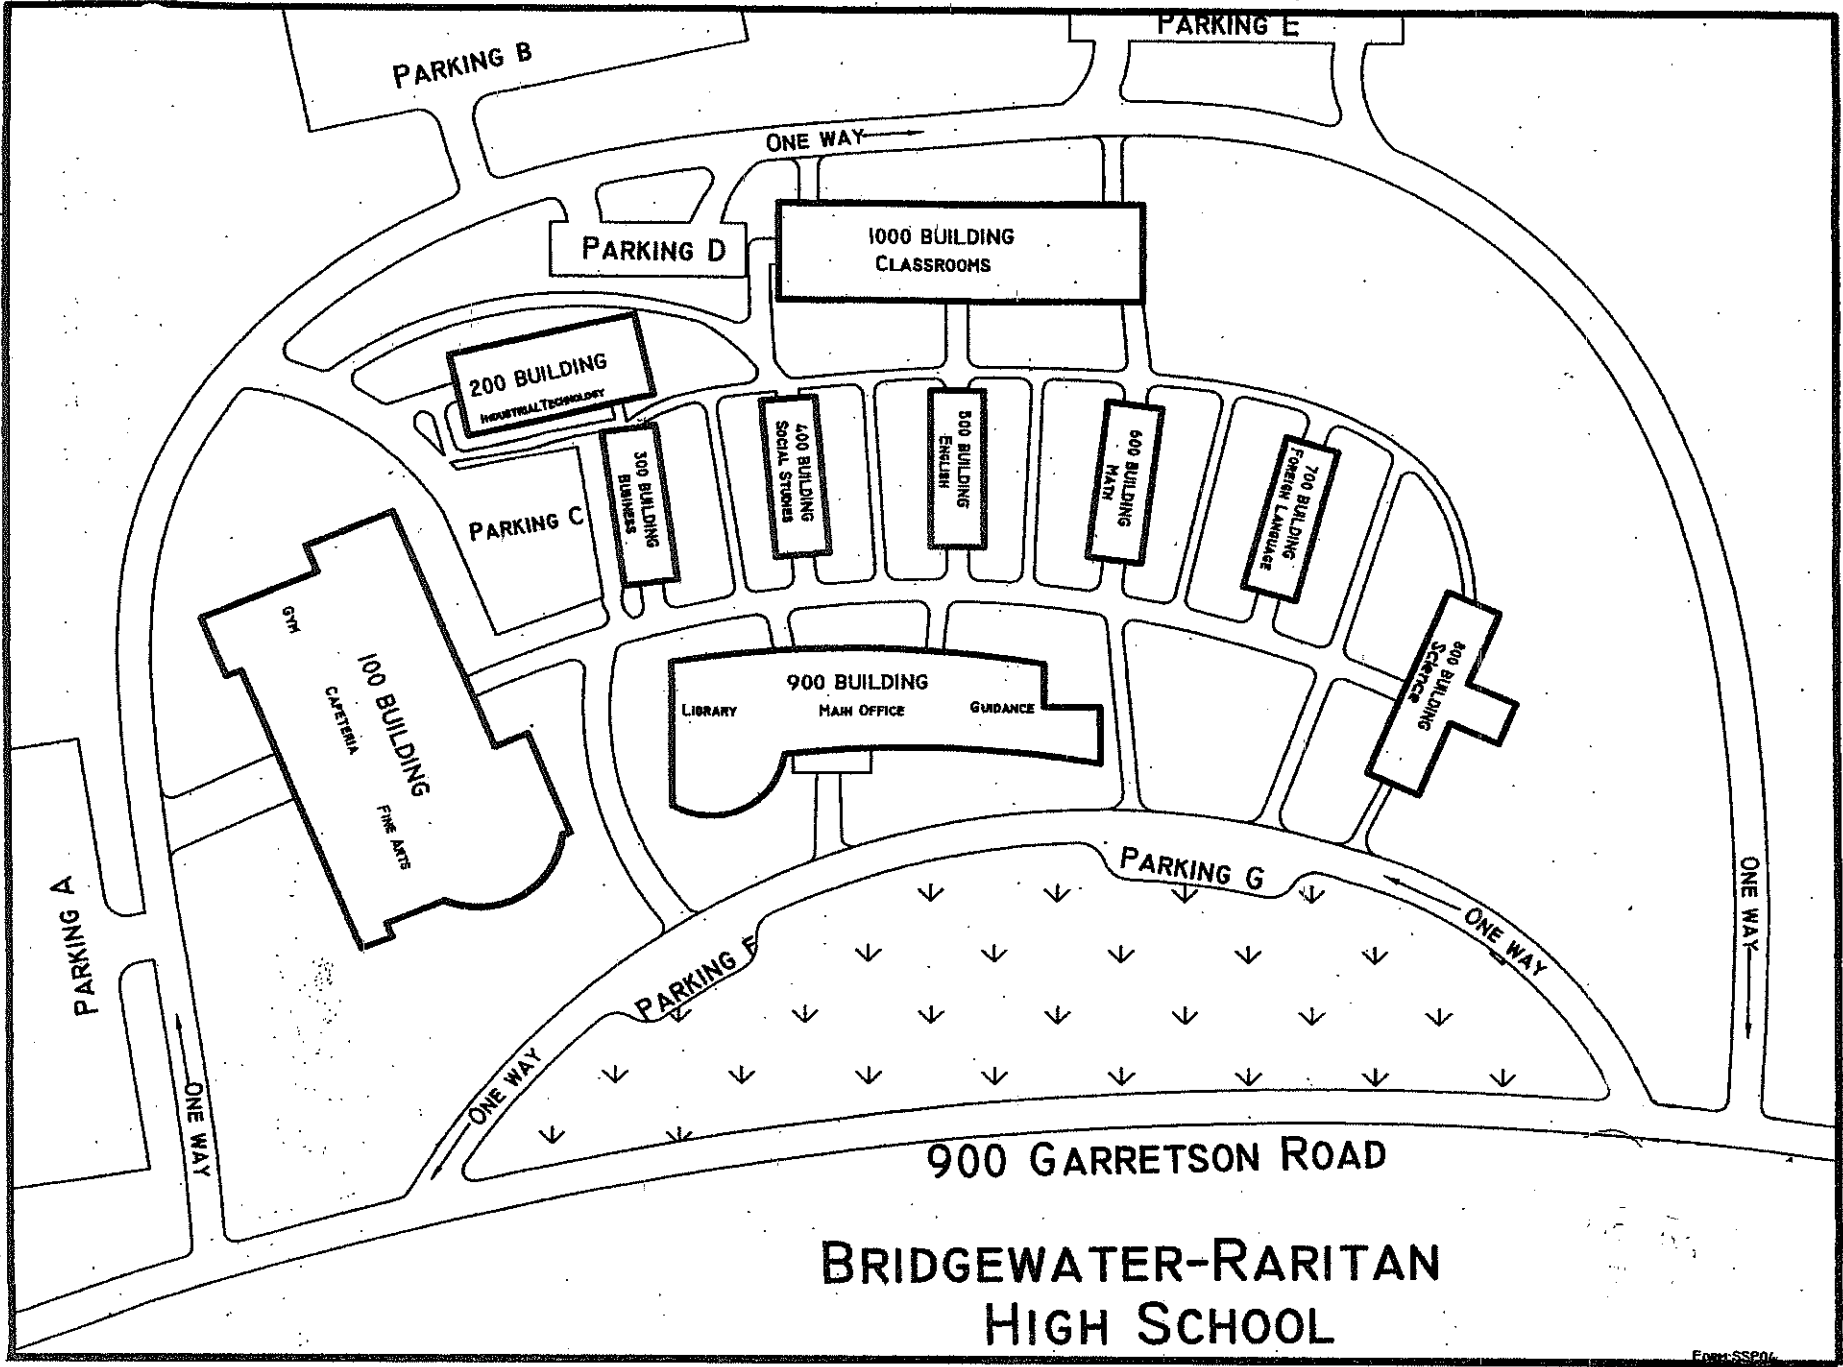 PARKING B
PARKING E
ONE WAY
PARKING D
1000 BUILDING
CLASSROOMS
200 BUILDING
INDUSTRIAL TECHNOLOGY
300 BUILDING
BUSINESS
400 BUILDING
SOCIAL STUDIES
500 BUILDING
ENGLISH
600 BUILDING
MATH
700 BUILDING
FOREIGN LANGUAGE
PARKING C
800 BUILDING
Science
GYM
100 BUILDING
CAFETERIA
FINE ARTS
900 BUILDING
LIBRARY
MAIN OFFICE
GUIDANCE
PARKING A
PARKING G
PARKING F
ONE WAY
ONE WAY
ONE WAY
ONE WAY
900 GARRETSON ROAD
BRIDGEWATER-RARITAN
HIGH SCHOOL
FORM:SSP04